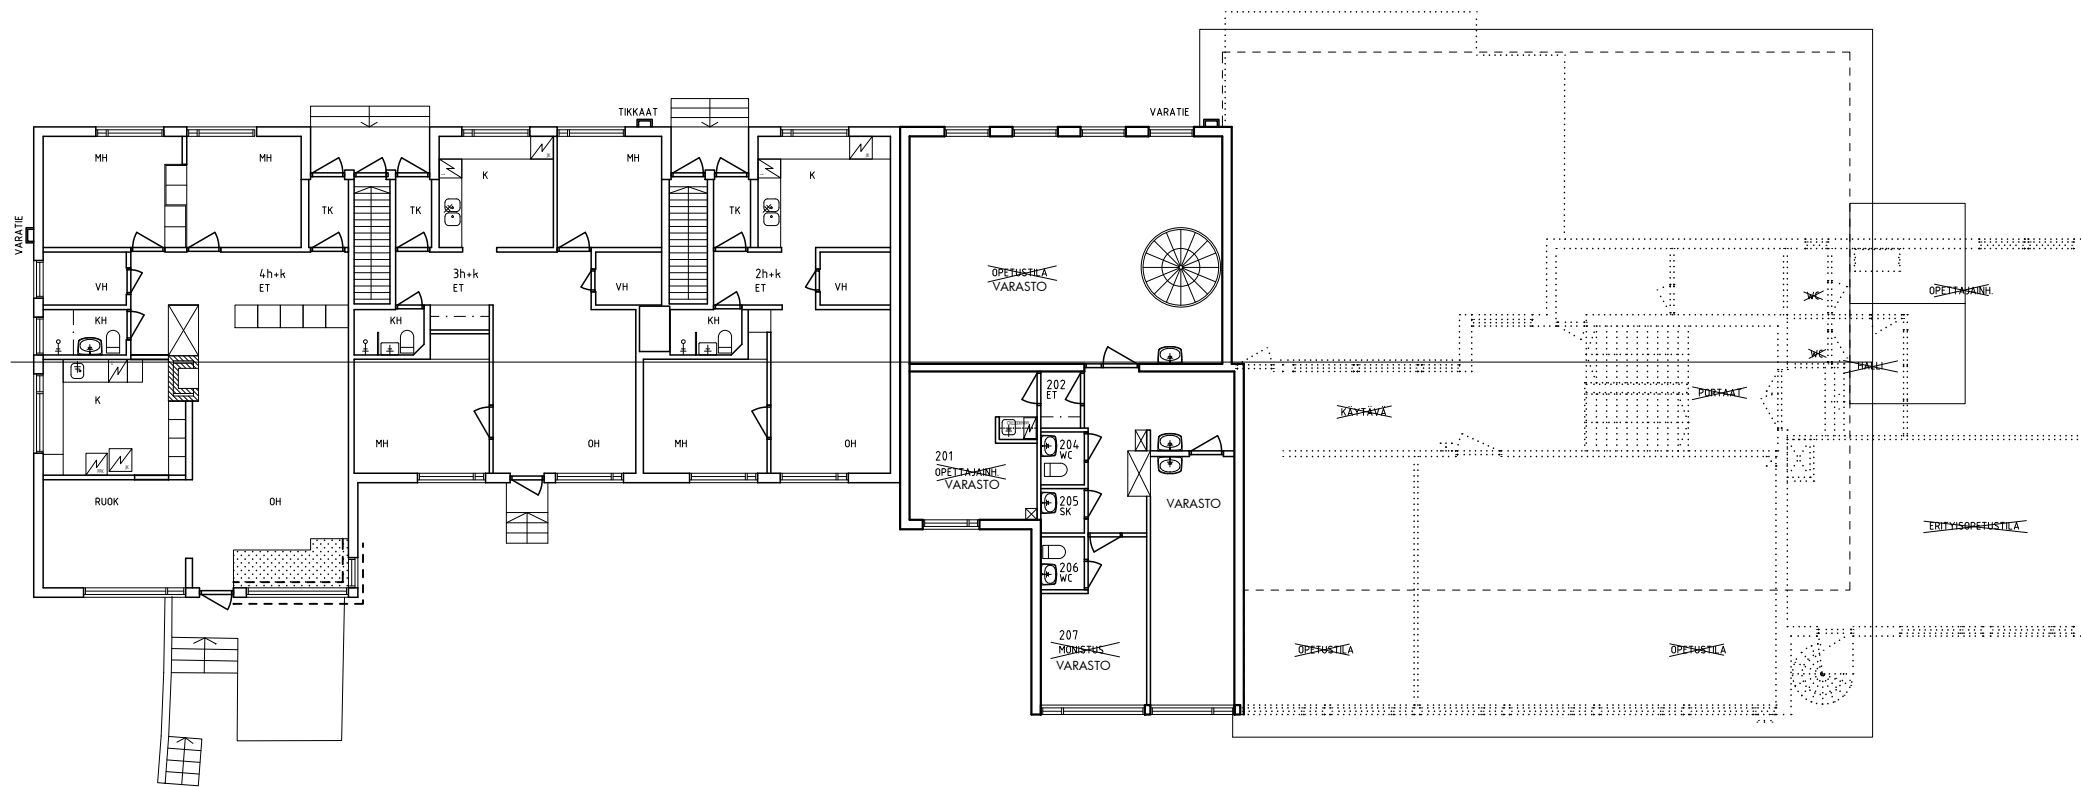 TIKKAAT
VARATIE
MH
MH
K
MH
K
TK
TK
TK
VARATIE
4h+k
ET
3h+k
ET
2h+k
ET
OPETUSTILA
VARASTO
VH
VH
VH
WC
OPETTAJAINH.
KH
KH
KH
WC
HALLI
K
202
ET
KÄYTÄVÄ
PORTAAT
MH
OH
MH
OH
204
WC
201
OPETTAJAINH.
VARASTO
RUOK
OH
205
SK
VARASTO
ERITYISOPETUSTILA
206
WC
207
MONISTUS
VARASTO
OPETUSTILA
OPETUSTILA